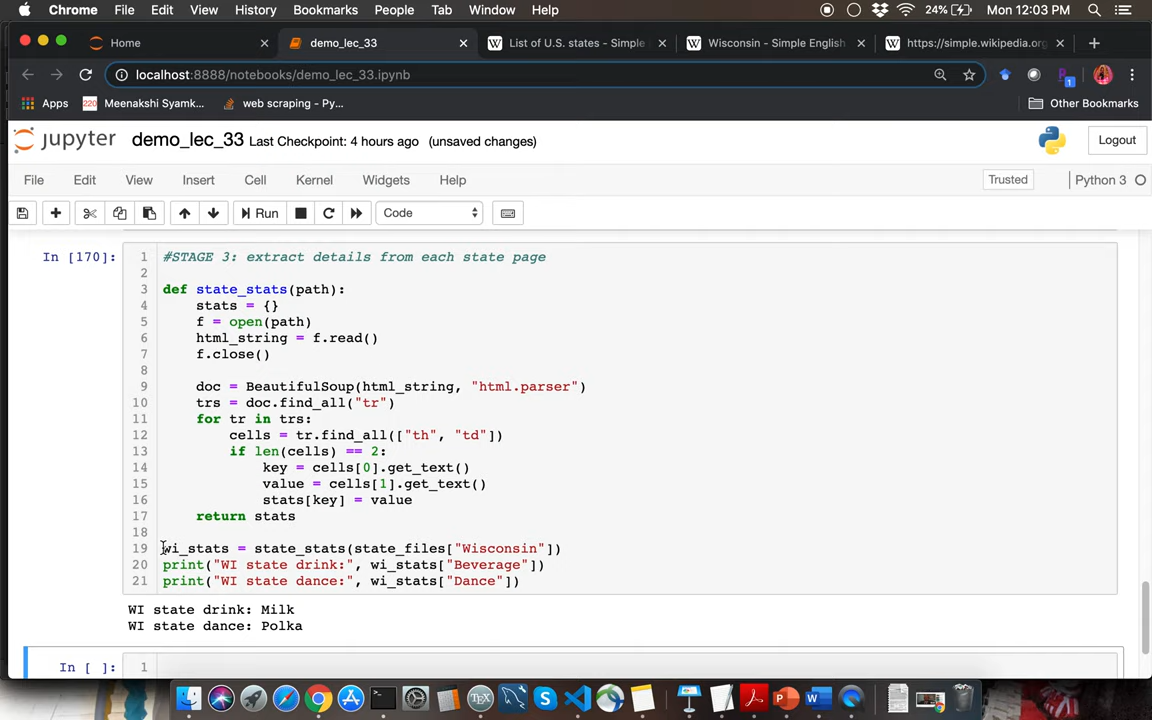 Chrome File Edit View History Bookmarks People Tab Window Help 24% Mon 12:03 PM
Home demo_lec_33 List of U.S. states - Simple Wisconsin - Simple English https://simple.wikipedia.org
localhost:8888/notebooks/demo_lec_33.ipynb
Apps 220 Meenakshi Syamk... web scraping - Py... Other Bookmarks
jupyter demo_lec_33 Last Checkpoint: 4 hours ago (unsaved changes) Logout
File Edit View Insert Cell Kernel Widgets Help Trusted Python 3
Run Code
In [170]: 1 #STAGE 3: extract details from each state page
2
3 def state_stats(path):
4 stats = {}
5 f = open(path)
6 html_string = f.read()
7 f.close()
8
9 doc = BeautifulSoup(html_string, "html.parser")
10 trs = doc.find_all("tr")
11 for tr in trs:
12 cells = tr.find_all(["th", "td"])
13 if len(cells) == 2:
14 key = cells[0].get_text()
15 value = cells[1].get_text()
16 stats[key] = value
17 return stats
18
19 wi_stats = state_stats(state_files["Wisconsin"])
20 print("WI state drink:", wi_stats["Beverage"])
21 print("WI state dance:", wi_stats["Dance"])
WI state drink: Milk
WI state dance: Polka
In [ ]: 1